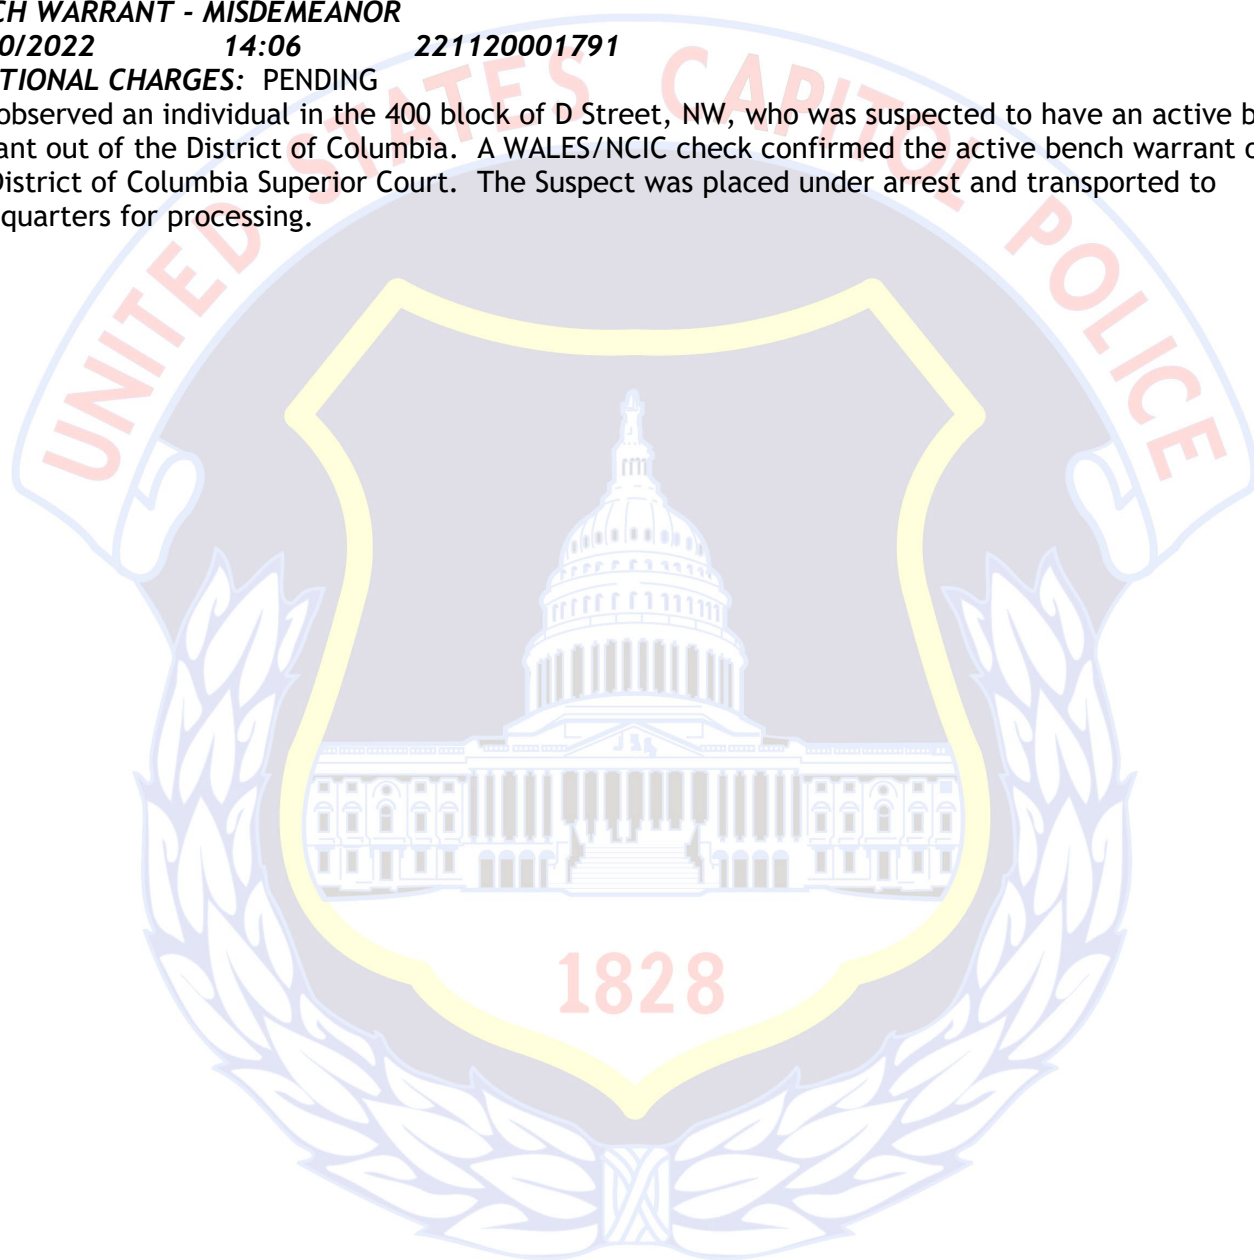 CH WARRANT - MISDEMEANOR
0/2022 14:06 221120001791
TIONAL CHARGES: PENDING
observed an individual in the 400 block of D Street, NW, who was suspected to have an active b
ant out of the District of Columbia. A WALES/NCIC check confirmed the active bench warrant o
District of Columbia Superior Court. The Suspect was placed under arrest and transported to
quarters for processing.
UNITED STATES CAPITOL POLICE
1828